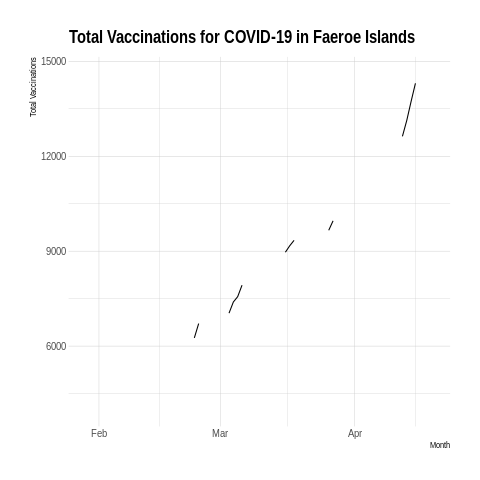 Total Vaccinations for COVID-19 in Faeroe Islands
Total Vaccinations
15000
12000
9000
6000
Feb
Mar
Apr
Month